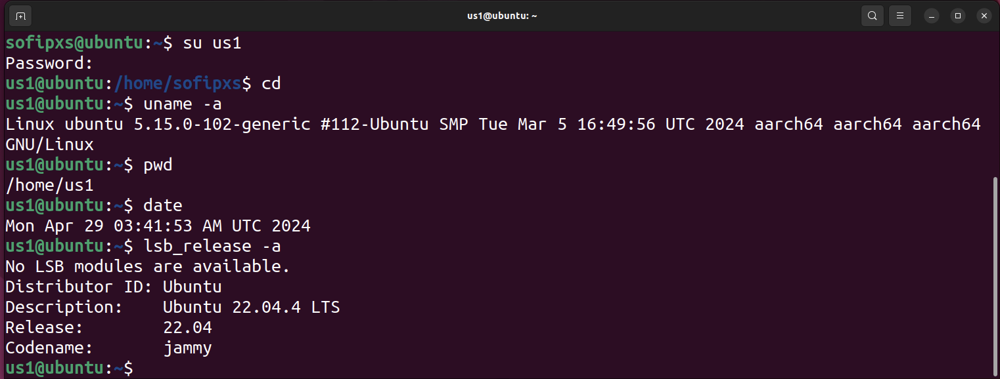 us1@ubuntu: ~
sofipxs@ubuntu:~$ su us1
Password:
us1@ubuntu:/home/sofipxs$ cd
us1@ubuntu:~$ uname -a
Linux ubuntu 5.15.0-102-generic #112-Ubuntu SMP Tue Mar 5 16:49:56 UTC 2024 aarch64 aarch64 aarch64
GNU/Linux
us1@ubuntu:~$ pwd
/home/us1
us1@ubuntu:~$ date
Mon Apr 29 03:41:53 AM UTC 2024
us1@ubuntu:~$ lsb_release -a
No LSB modules are available.
Distributor ID: Ubuntu
Description:    Ubuntu 22.04.4 LTS
Release:        22.04
Codename:       jammy
us1@ubuntu:~$